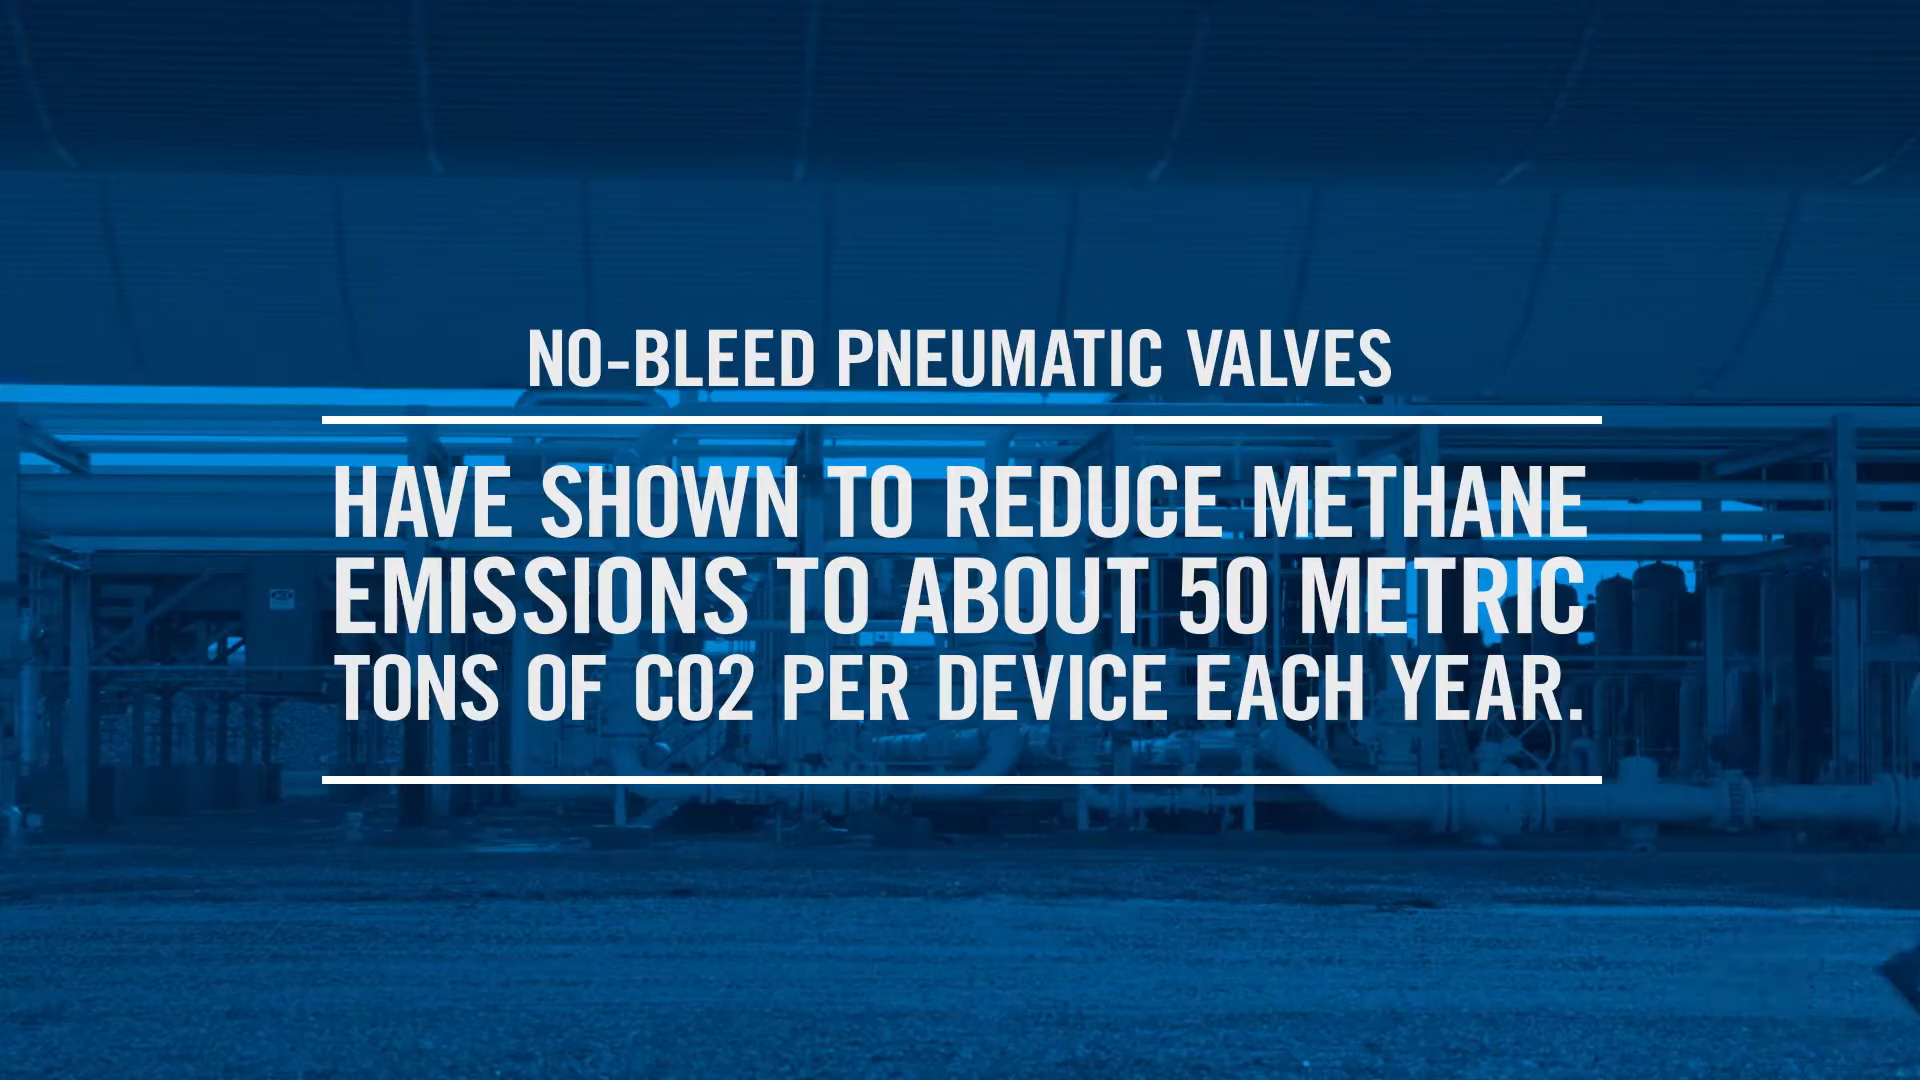 NO-BLEED PNEUMATIC VALVES
HAVE SHOWN TO REDUCE METHANE
EMISSIONS TO ABOUT 50 METRIC
TONS OF CO2 PER DEVICE EACH YEAR.